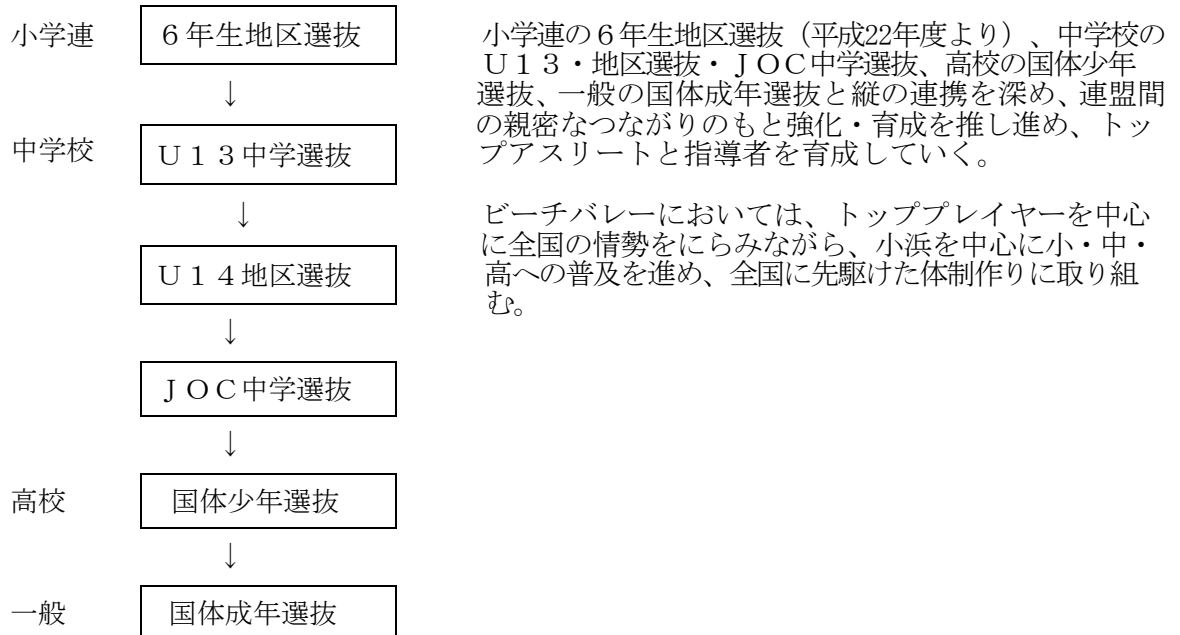 小学連
６年生地区選抜
↓
中学校
Ｕ１３中学選抜
↓
Ｕ１４地区選抜
↓
ＪＯＣ中学選抜
↓
高校
国体少年選抜
↓
一般
国体成年選抜
小学連の６年生地区選抜（平成22年度より）、中学校の
Ｕ１３・地区選抜・ＪＯＣ中学選抜、高校の国体少年
選抜、一般の国体成年選抜と縦の連携を深め、連盟間
の親密なつながりのもと強化・育成を推し進め、トッ
プアスリートと指導者を育成していく。
ビーチバレーにおいては、トッププレイヤーを中心
に全国の情勢をにらみながら、小浜を中心に小・中・
高への普及を進め、全国に先駆けた体制作りに取り組
む。